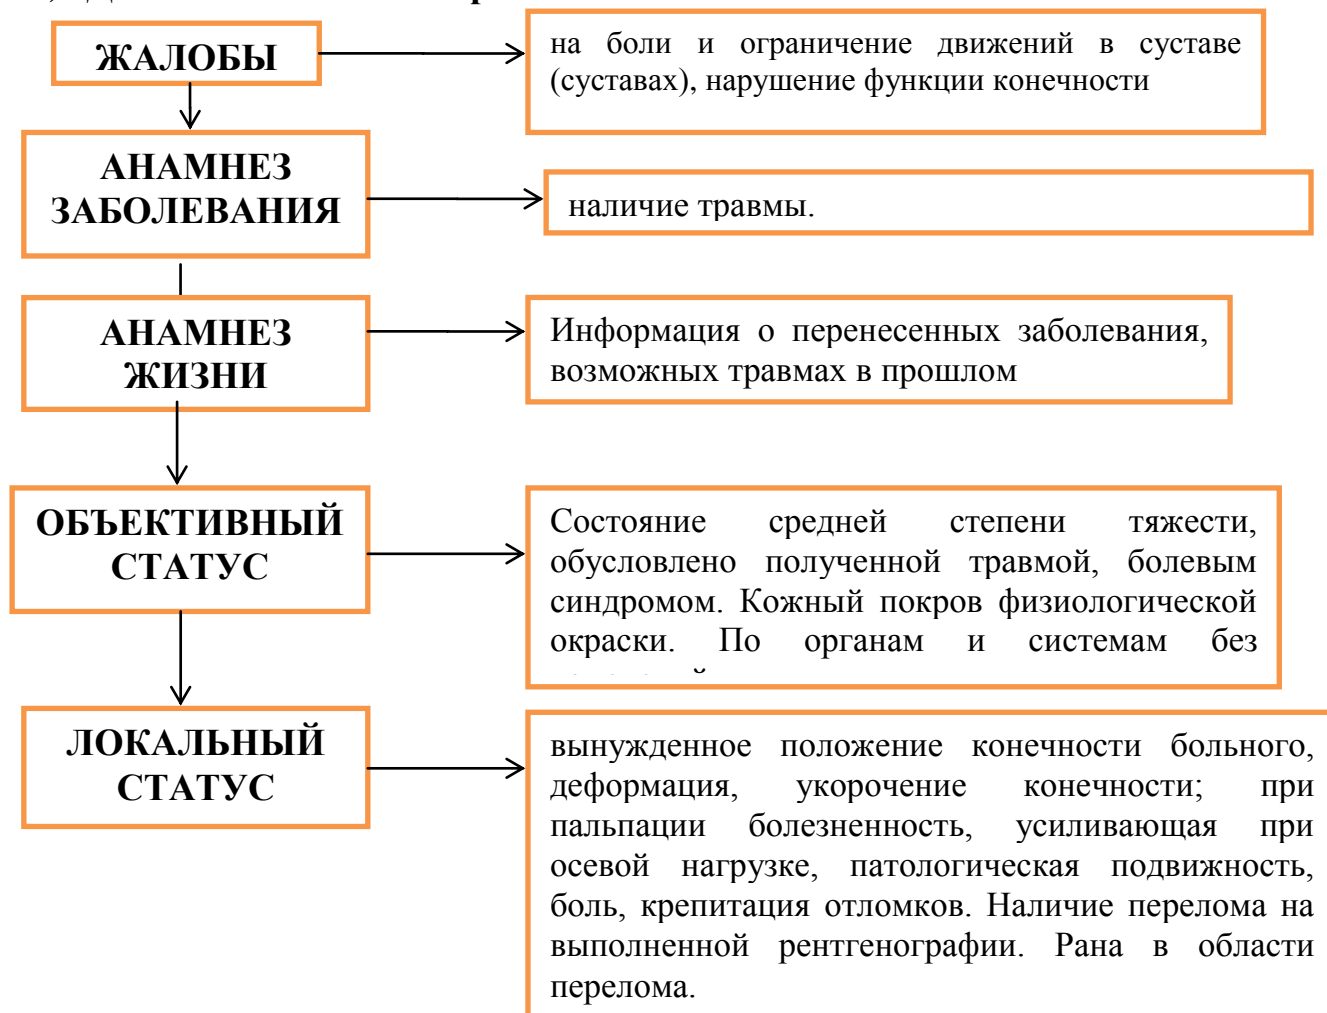 ЖАЛОБЫ
на боли и ограничение движений в суставе
(суставах), нарушение функции конечности
АНАМНЕЗ
ЗАБОЛЕВАНИЯ
наличие травмы.
АНАМНЕЗ
ЖИЗНИ
Информация о перенесенных заболевания,
возможных травмах в прошлом
ОБЪЕКТИВНЫЙ
СТАТУС
Состояние средней степени тяжести,
обусловлено полученной травмой, болевым
синдромом. Кожный покров физиологической
окраски. По органам и системам без
ЛОКАЛЬНЫЙ
СТАТУС
вынужденное положение конечности больного,
деформация, укорочение конечности; при
пальпации болезненность, усиливающая при
осевой нагрузке, патологическая подвижность,
боль, крепитация отломков. Наличие перелома на
выполненной рентгенографии. Рана в области
перелома.